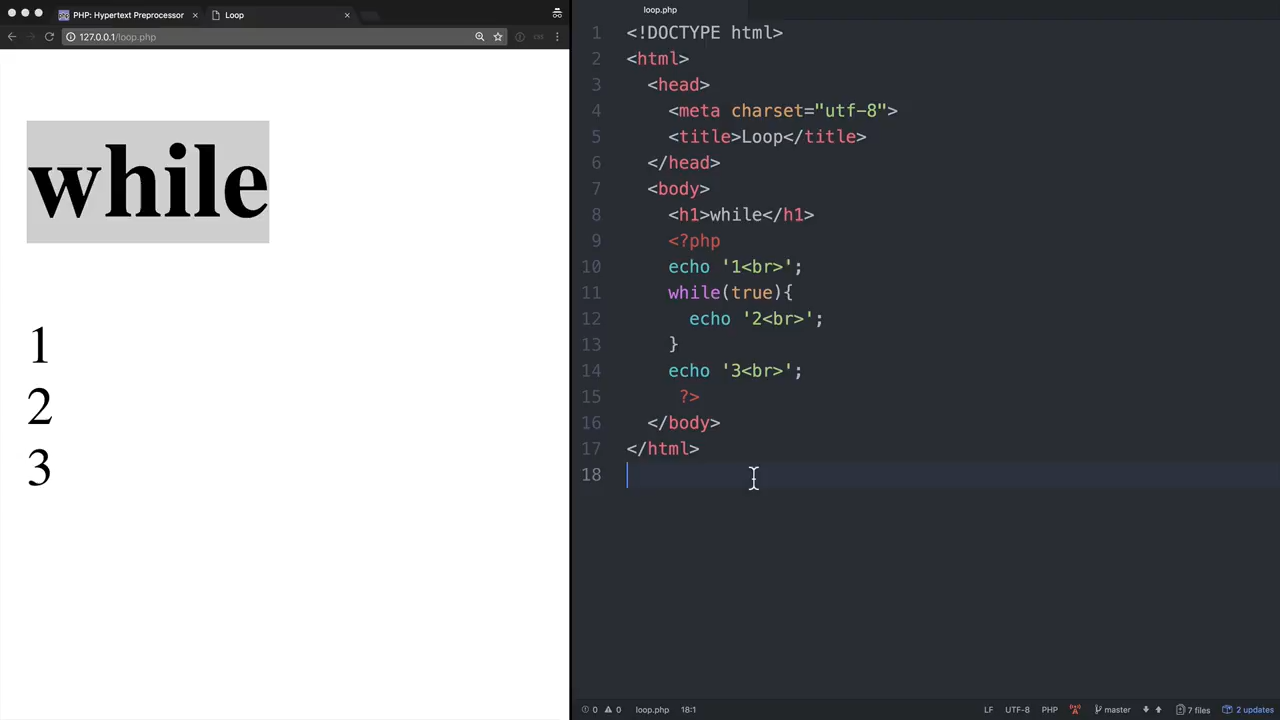 PHP: Hypertext Preprocessor
Loop
127.0.0.1/loop.php
while
1
2
3
loop.php
1 <!DOCTYPE html>
2 <html>
3 <head>
4 <meta charset="utf-8">
5 <title>Loop</title>
6 </head>
7 <body>
8 <h1>while</h1>
9 <?php
10 echo '1<br>';
11 while(true){
12 echo '2<br>';
13 }
14 echo '3<br>';
15 ?>
16 </body>
17 </html>
18
0 0 loop.php 18:1 LF UTF-8 PHP master 7 files 2 updates